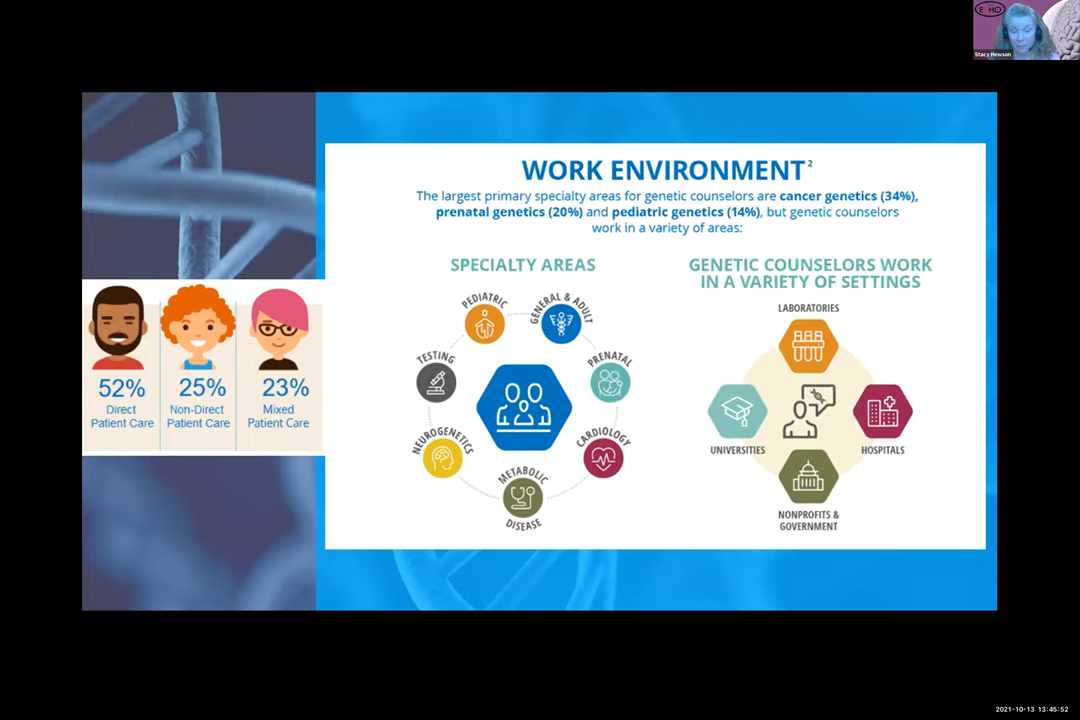 E HO
Stacy Hewson
WORK ENVIRONMENT 2
The largest primary specialty areas for genetic counselors are cancer genetics (34%),
prenatal genetics (20%) and pediatric genetics (14%), but genetic counselors
work in a variety of areas:
SPECIALTY AREAS
PEDIATRIC
GENERAL & ADULT
TESTING
PRENATAL
NEUROGENETICS
CARDIOLOGY
METABOLIC
DISEASE
GENETIC COUNSELORS WORK
IN A VARIETY OF SETTINGS
LABORATORIES
UNIVERSITIES
HOSPITALS
NONPROFITS &
GOVERNMENT
52%
Direct
Patient Care
25%
Non-Direct
Patient Care
23%
Mixed
Patient Care
2021-10-13 13:45:52